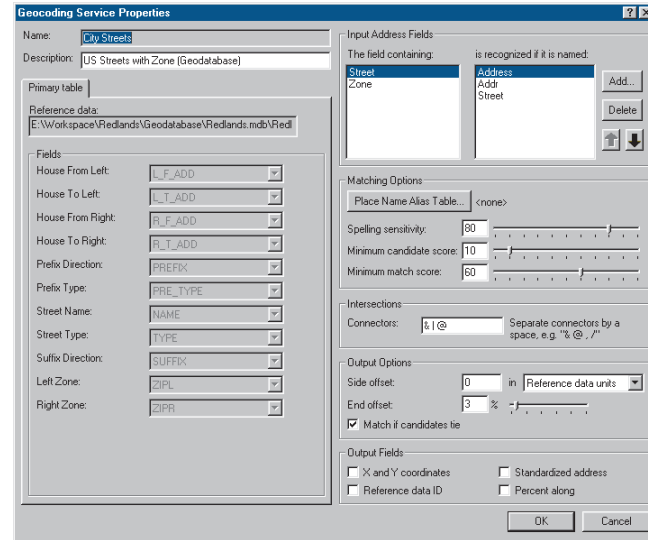 Geocoding Service Properties
Name: City Streets
Description: US Streets with Zone (Geodatabase)
Primary table
Reference data:
E:\Workspace\Redlands\Geodatabase\Redlands.mdb\Redl
Fields
House From Left: L_F_ADD
House To Left: L_T_ADD
House From Right: R_F_ADD
House To Right: R_T_ADD
Prefix Direction: PREFIX
Prefix Type: PRE_TYPE
Street Name: NAME
Street Type: TYPE
Suffix Direction: SUFFIX
Left Zone: ZIPL
Right Zone: ZIPR
Input Address Fields
The field containing: is recognized if it is named:
Street Address
Zone Addr
Street
Add...
Delete
Matching Options
Place Name Alias Table... <none>
Spelling sensitivity: 80
Minimum candidate score: 10
Minimum match score: 60
Intersections
Connectors: & | @ Separate connectors by a
space, e.g. "& @ , /"
Output Options
Side offset: 0 in Reference data units
End offset: 3 %
Match if candidates tie
Output Fields
X and Y coordinates Standardized address
Reference data ID Percent along
OK Cancel